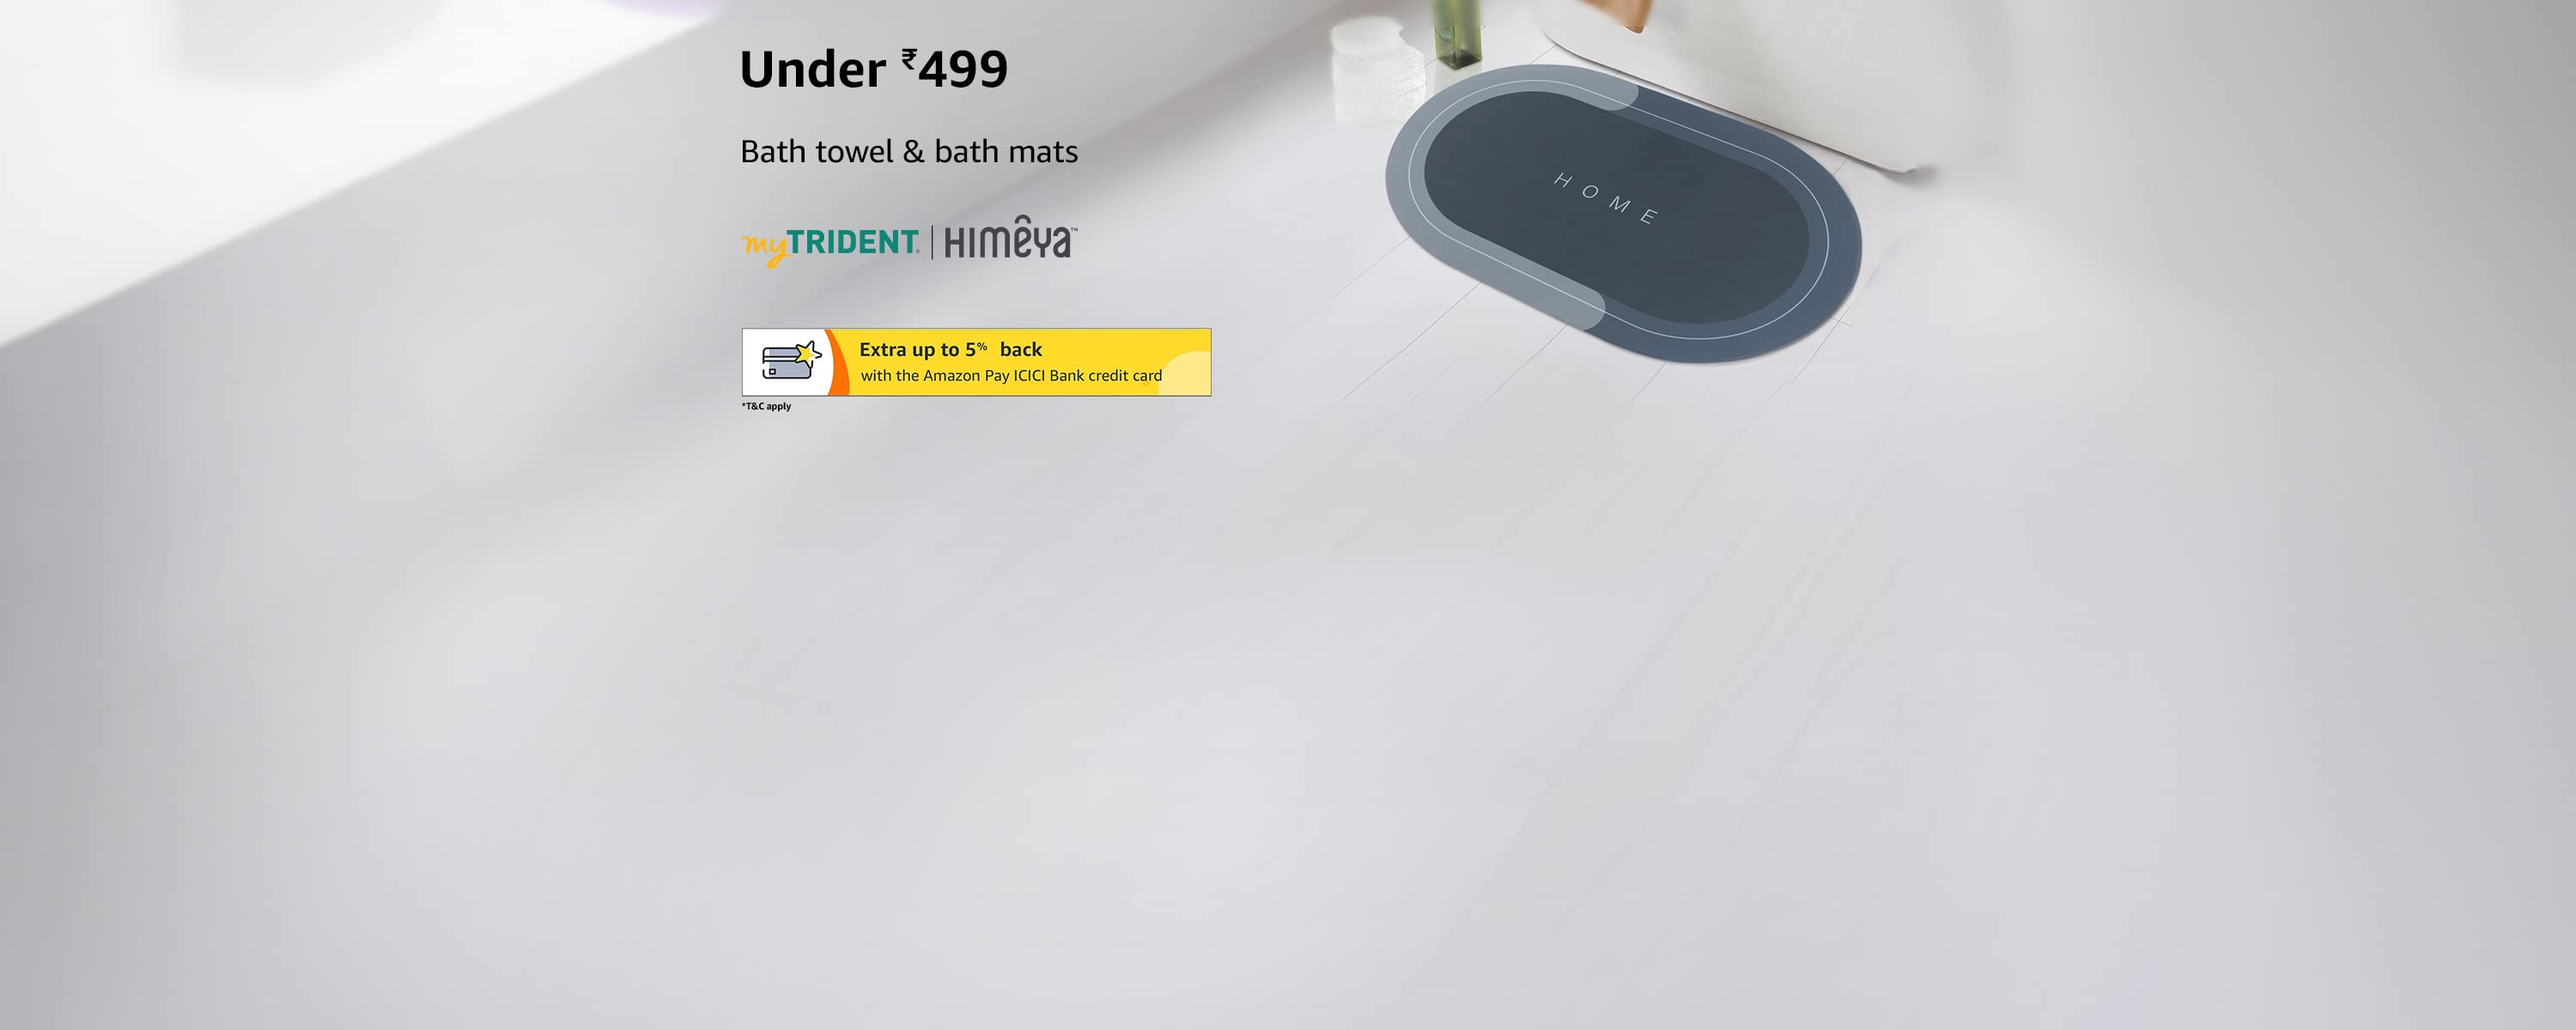 Under ₹499
Bath towel & bath mats
myTRIDENT | HIMÊYA™
Extra up to 5% back
with the Amazon Pay ICICI Bank credit card
*T&C apply
HOME